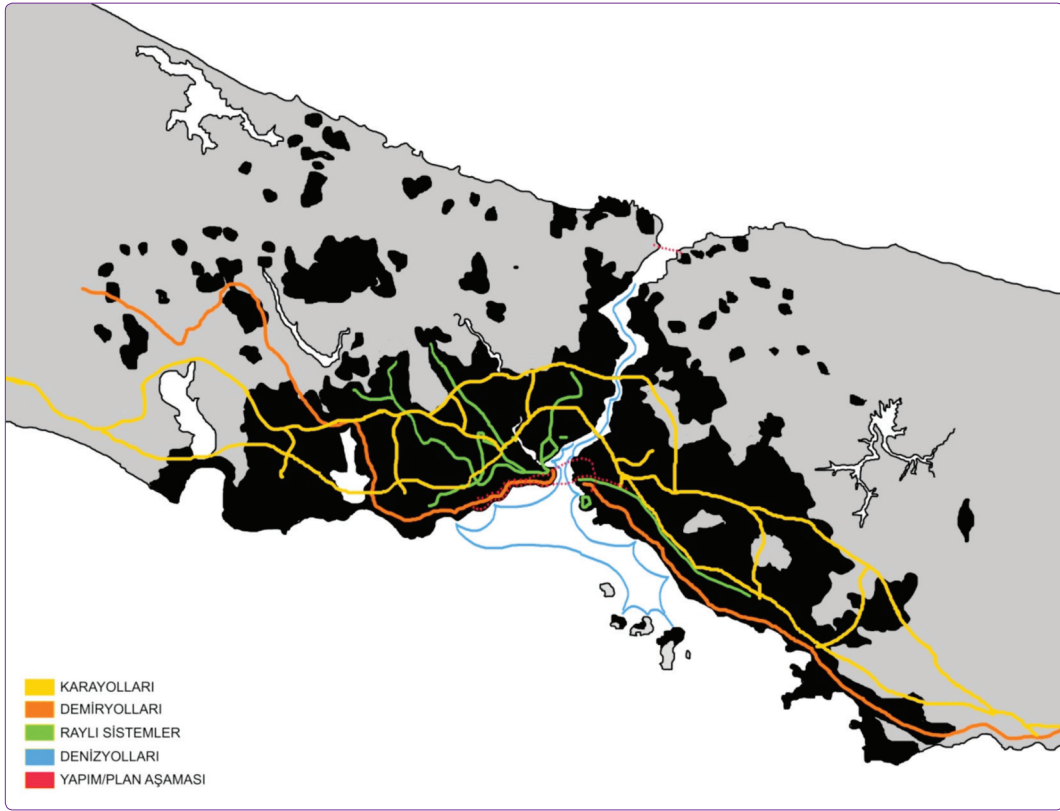 KARAYOLLARI
DEMİRYOLLARI
RAYLI SİSTEMLER
DENİZYOLLARI
YAPIM/PLAN AŞAMASI